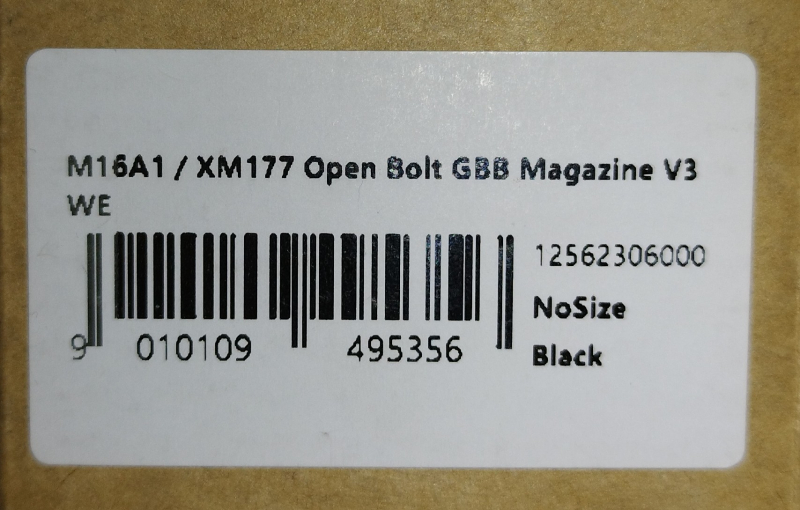 M16A1 / XM177 Open Bolt GBB Magazine V3
WE
12562306000
NoSize
Black
9 010109 495356